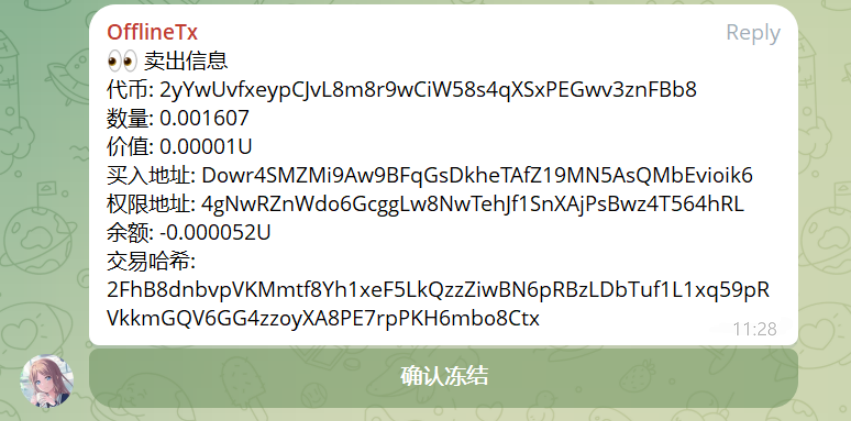 OfflineTx Reply
👀 卖出信息
代币: 2yYwUvfxeypCJvL8m8r9wCiW58s4qXSxPEGwv3znFBb8
数量: 0.001607
价值: 0.00001U
买入地址: Dowr4SMZMi9Aw9BFqGsDkheTAfZ19MN5AsQMbEvioik6
权限地址: 4gNwRZnWdo6GcggLw8NwTehJf1SnXAjPsBwz4T564hRL
余额: -0.000052U
交易哈希:
2FhB8dnbvpVKMmtf8Yh1xeF5LkQzzZiwBN6pRBzLDbTuf1L1xq59pR
VkkmGQV6GG4zzoyXA8PE7rpPKH6mbo8Ctx
11:28
确认冻结